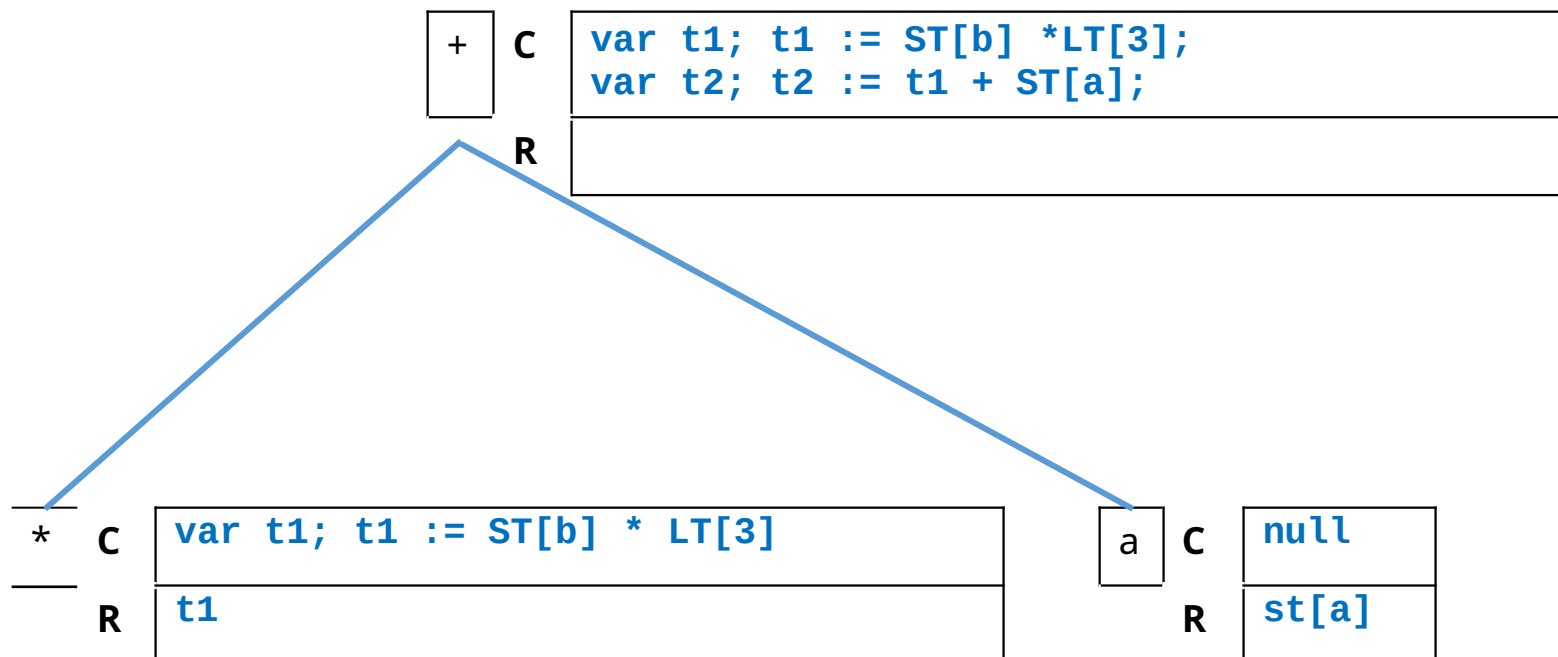 + C var t1; t1 := ST[b] *LT[3];
var t2; t2 := t1 + ST[a];
R
* C var t1; t1 := ST[b] * LT[3]
R t1
a C null
R st[a]